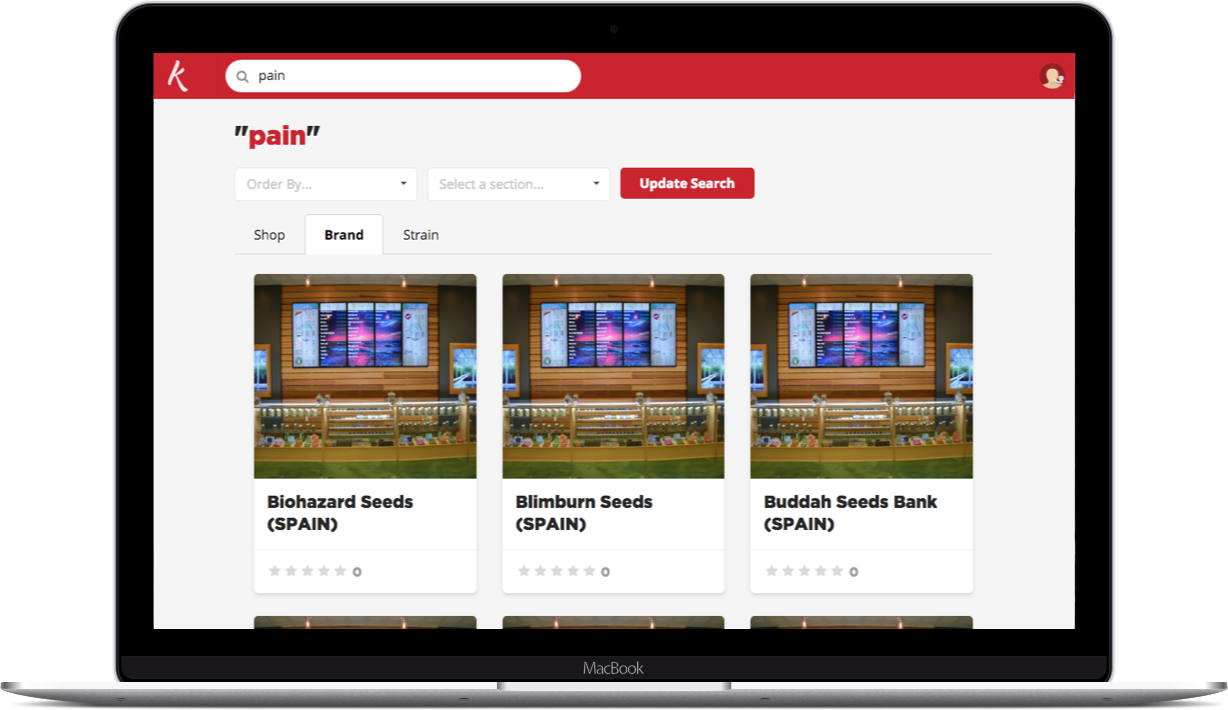 k
pain
"pain"
Order By...
Select a section...
Update Search
Shop
Brand
Strain
Biohazard Seeds
(SPAIN)
Blimburn Seeds
(SPAIN)
Buddah Seeds Bank
(SPAIN)
0
0
0
MacBook